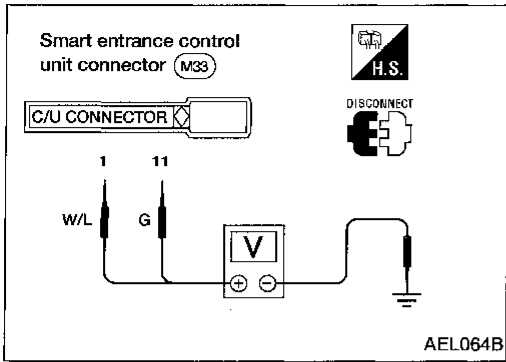 Smart entrance control
unit connector M33
H.S.
C/U CONNECTOR
DISCONNECT
1 11
W/L G
V
+ -
AEL064B